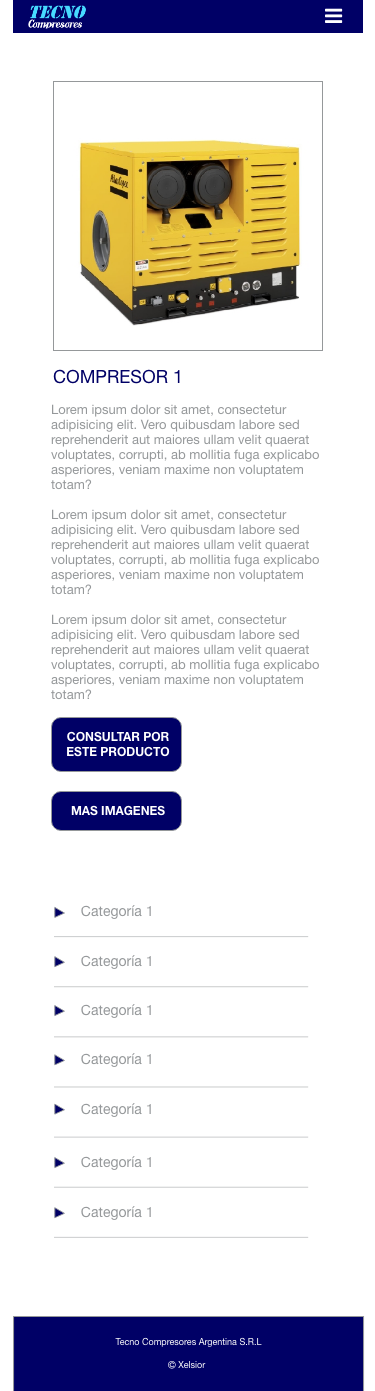 TECNO
Compresores
Atlas Copco
COMPRESOR 1
Lorem ipsum dolor sit amet, consectetur
adipisicing elit. Vero quibusdam labore sed
reprehenderit aut maiores ullam velit quaerat
voluptates, corrupti, ab mollitia fuga explicabo
asperiores, veniam maxime non voluptatem
totam?
Lorem ipsum dolor sit amet, consectetur
adipisicing elit. Vero quibusdam labore sed
reprehenderit aut maiores ullam velit quaerat
voluptates, corrupti, ab mollitia fuga explicabo
asperiores, veniam maxime non voluptatem
totam?
Lorem ipsum dolor sit amet, consectetur
adipisicing elit. Vero quibusdam labore sed
reprehenderit aut maiores ullam velit quaerat
voluptates, corrupti, ab mollitia fuga explicabo
asperiores, veniam maxime non voluptatem
totam?
CONSULTAR POR
ESTE PRODUCTO
MAS IMAGENES
Categoría 1
Categoría 1
Categoría 1
Categoría 1
Categoría 1
Categoría 1
Categoría 1
Tecno Compresores Argentina S.R.L
© Xelsior